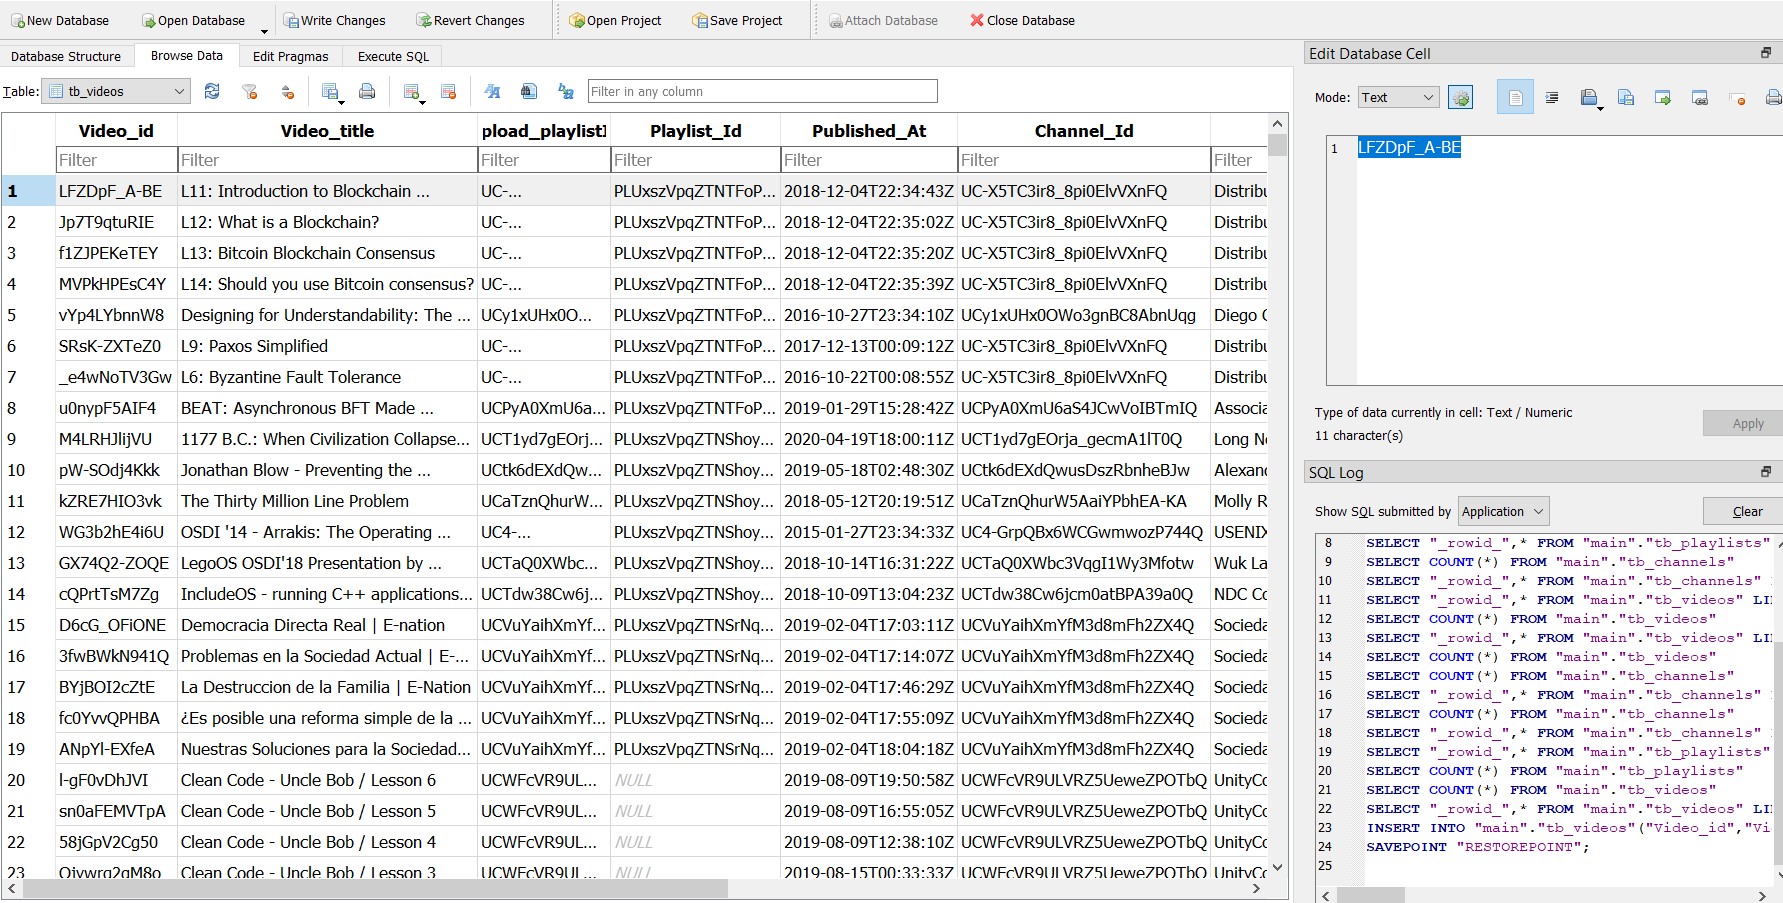 New Database Open Database Write Changes Revert Changes Open Project Save Project Attach Database Close Database
Database Structure Browse Data Edit Pragmas Execute SQL
Table: tb_videos Filter in any column
Video_id Video_title pload_playlistI Playlist_Id Published_At Channel_Id
Filter Filter Filter Filter Filter Filter Filter
1 LFZDpF_A-BE L11: Introduction to Blockchain ... UC-... PLUxszVpqZTNTFoP... 2018-12-04T22:34:43Z UC-X5TC3ir8_8pi0ElvVXnFQ Distribu
2 Jp7T9qtuRIE L12: What is a Blockchain? UC-... PLUxszVpqZTNTFoP... 2018-12-04T22:35:02Z UC-X5TC3ir8_8pi0ElvVXnFQ Distribu
3 f1ZJPEKeTEY L13: Bitcoin Blockchain Consensus UC-... PLUxszVpqZTNTFoP... 2018-12-04T22:35:20Z UC-X5TC3ir8_8pi0ElvVXnFQ Distribu
4 MVPkHPEsC4Y L14: Should you use Bitcoin consensus? UC-... PLUxszVpqZTNTFoP... 2018-12-04T22:35:39Z UC-X5TC3ir8_8pi0ElvVXnFQ Distribu
5 vYp4LYbnnW8 Designing for Understandability: The ... UCy1xUHx0O... PLUxszVpqZTNTFoP... 2016-10-27T23:34:10Z UCy1xUHx0OWo3gnBC8AbnUqg Diego O
6 SRsK-ZXTeZ0 L9: Paxos Simplified UC-... PLUxszVpqZTNTFoP... 2017-12-13T00:09:12Z UC-X5TC3ir8_8pi0ElvVXnFQ Distribu
7 _e4wNoTV3Gw L6: Byzantine Fault Tolerance UC-... PLUxszVpqZTNTFoP... 2016-10-22T00:08:55Z UC-X5TC3ir8_8pi0ElvVXnFQ Distribu
8 u0nypF5AIF4 BEAT: Asynchronous BFT Made ... UCPyA0XmU6a... PLUxszVpqZTNTFoP... 2019-01-29T15:28:42Z UCPyA0XmU6aS4JCwVoIBTmIQ Associa
9 M4LRHJlijVU 1177 B.C.: When Civilization Collapse... UCT1yd7gEOrj... PLUxszVpqZTNShoy... 2020-04-19T18:00:11Z UCT1yd7gEOrja_gecmA1lT0Q Long No
10 pW-SOdj4Kkk Jonathan Blow - Preventing the ... UCtk6dEXdQw... PLUxszVpqZTNShoy... 2019-05-18T02:48:30Z UCtk6dEXdQwusDszRbnheBJw Alexand
11 kZRE7HIO3vk The Thirty Million Line Problem UCaTznQhurW... PLUxszVpqZTNShoy... 2018-05-12T20:19:51Z UCaTznQhurW5AaiYPbhEA-KA Molly R
12 WG3b2hE4i6U OSDI '14 - Arrakis: The Operating ... UC4-... PLUxszVpqZTNShoy... 2015-01-27T23:34:33Z UC4-GrpQBx6WCGwmwozP744Q USENIX
13 GX74Q2-ZOQE LegoOS OSDI'18 Presentation by ... UCTaQ0XWbc... PLUxszVpqZTNShoy... 2018-10-14T16:31:22Z UCTaQ0XWbc3VqgI1Wy3Mfotw Wuk La
14 cQPrtTsM7Zg IncludeOS - running C++ applications... UCTdw38Cw6j... PLUxszVpqZTNShoy... 2018-10-09T13:04:23Z UCTdw38Cw6jcm0atBPA39a0Q NDC Co
15 D6cG_OFiONE Democracia Directa Real | E-nation UCVuYaihXmYf... PLUxszVpqZTNSrNq... 2019-02-04T17:03:11Z UCVuYaihXmYfM3d8mFh2ZX4Q Socieda
16 3fwBWkN941Q Problemas en la Sociedad Actual | E-... UCVuYaihXmYf... PLUxszVpqZTNSrNq... 2019-02-04T17:14:07Z UCVuYaihXmYfM3d8mFh2ZX4Q Socieda
17 BYjBOI2cZtE La Destruccion de la Familia | E-Nation UCVuYaihXmYf... PLUxszVpqZTNSrNq... 2019-02-04T17:46:29Z UCVuYaihXmYfM3d8mFh2ZX4Q Socieda
18 fc0YvvQPHBA ¿Es posible una reforma simple de la ... UCVuYaihXmYf... PLUxszVpqZTNSrNq... 2019-02-04T17:55:09Z UCVuYaihXmYfM3d8mFh2ZX4Q Socieda
19 ANpYl-EXfeA Nuestras Soluciones para la Sociedad... UCVuYaihXmYf... PLUxszVpqZTNSrNq... 2019-02-04T18:04:18Z UCVuYaihXmYfM3d8mFh2ZX4Q Socieda
20 l-gF0vDhJVI Clean Code - Uncle Bob / Lesson 6 UCWFcVR9UL... NULL 2019-08-09T19:50:58Z UCWFcVR9ULVRZ5UeweZPOTbQ UnityCo
21 sn0aFEMVTpA Clean Code - Uncle Bob / Lesson 5 UCWFcVR9UL... NULL 2019-08-09T16:55:05Z UCWFcVR9ULVRZ5UeweZPOTbQ UnityCo
22 58jGpV2Cg50 Clean Code - Uncle Bob / Lesson 4 UCWFcVR9UL... NULL 2019-08-09T12:38:10Z UCWFcVR9ULVRZ5UeweZPOTbQ UnityCo
23 Qjywrg2gM8o Clean Code - Uncle Bob / Lesson 3 UCWFcVR9UL... NULL 2019-08-15T00:33:33Z UCWFcVR9ULVRZ5UeweZPOTbQ UnityCo
Edit Database Cell
Mode: Text
1 LFZDpF_A-BE
Type of data currently in cell: Text / Numeric
11 character(s)
Apply
SQL Log
Show SQL submitted by Application Clear
8 SELECT "_rowid_",* FROM "main"."tb_playlists"
9 SELECT COUNT(*) FROM "main"."tb_channels"
10 SELECT "_rowid_",* FROM "main"."tb_channels"
11 SELECT "_rowid_",* FROM "main"."tb_videos" LI
12 SELECT COUNT(*) FROM "main"."tb_videos"
13 SELECT "_rowid_",* FROM "main"."tb_videos" LI
14 SELECT COUNT(*) FROM "main"."tb_videos"
15 SELECT COUNT(*) FROM "main"."tb_channels"
16 SELECT "_rowid_",* FROM "main"."tb_channels"
17 SELECT COUNT(*) FROM "main"."tb_channels"
18 SELECT "_rowid_",* FROM "main"."tb_channels"
19 SELECT "_rowid_",* FROM "main"."tb_playlists"
20 SELECT COUNT(*) FROM "main"."tb_playlists"
21 SELECT COUNT(*) FROM "main"."tb_videos"
22 SELECT "_rowid_",* FROM "main"."tb_videos" LI
23 INSERT INTO "main"."tb_videos"("Video_id","Vi
24 SAVEPOINT "RESTOREPOINT";
25